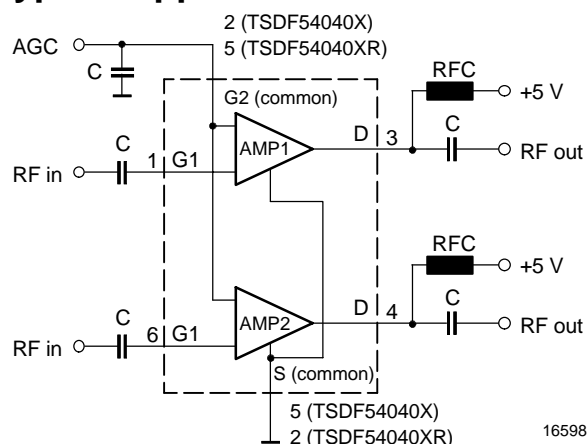 2 (TSDF54040X)
AGC
5 (TSDF54040XR)
C
RFC
G2 (common)
+5 V
C
D 3
C
AMP1
1 G1
RF in
RF out
RFC
+5 V
C
D 4
C
AMP2
6 G1
RF in
RF out
S (common)
5 (TSDF54040X)
2 (TSDF54040XR)
16598